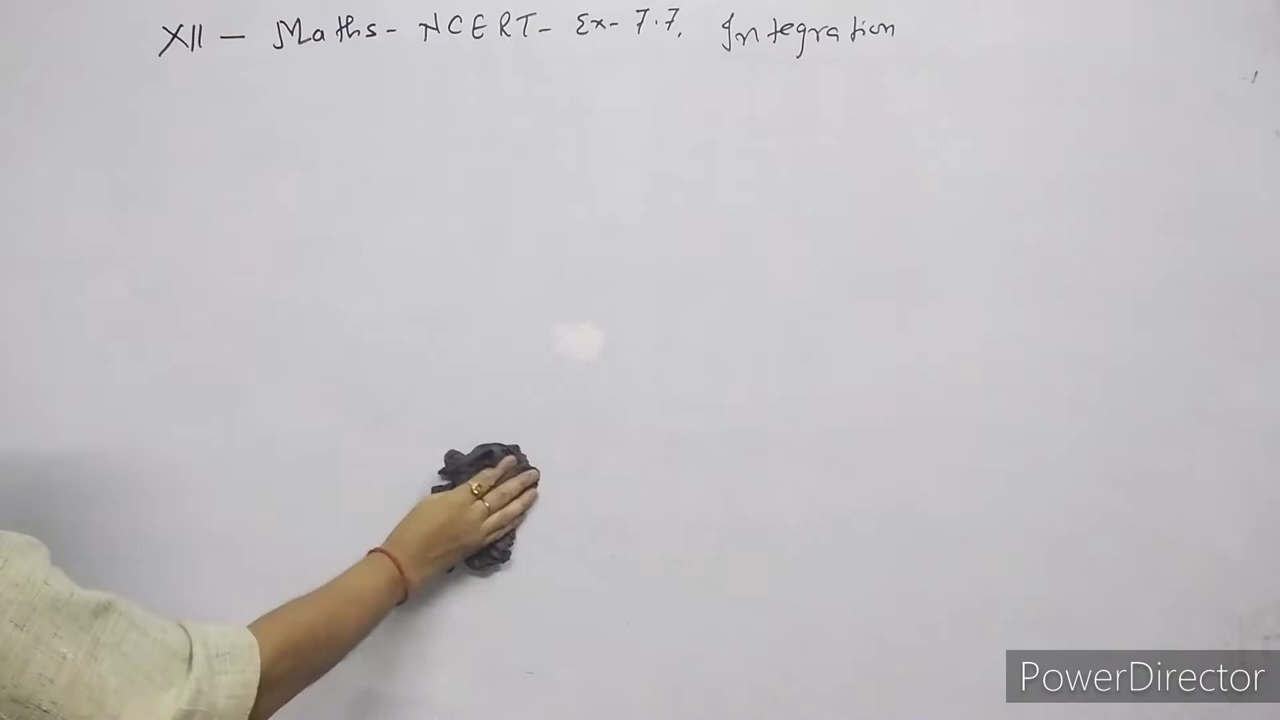 XII - Maths - NCERT - Ex- 7.7. Integration
PowerDirector